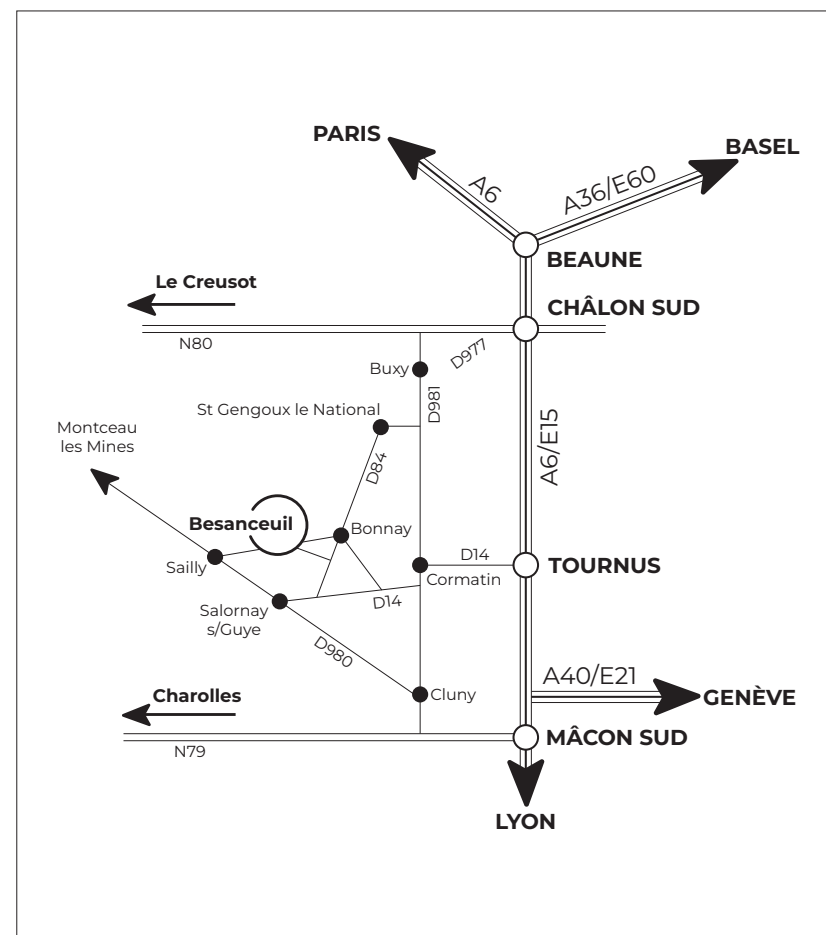 PARIS
BASEL
A6
A36/E60
BEAUNE
Le Creusot
CHÂLON SUD
N80
D977
Buxy
D981
St Gengoux le National
Montceau
les Mines
A6/E15
D84
Besanceuil
Bonnay
Sailly
D14
TOURNUS
Cormatin
Salornay
s/Guye
D14
D980
A40/E21
Charolles
Cluny
GENÈVE
MÂCON SUD
N79
LYON